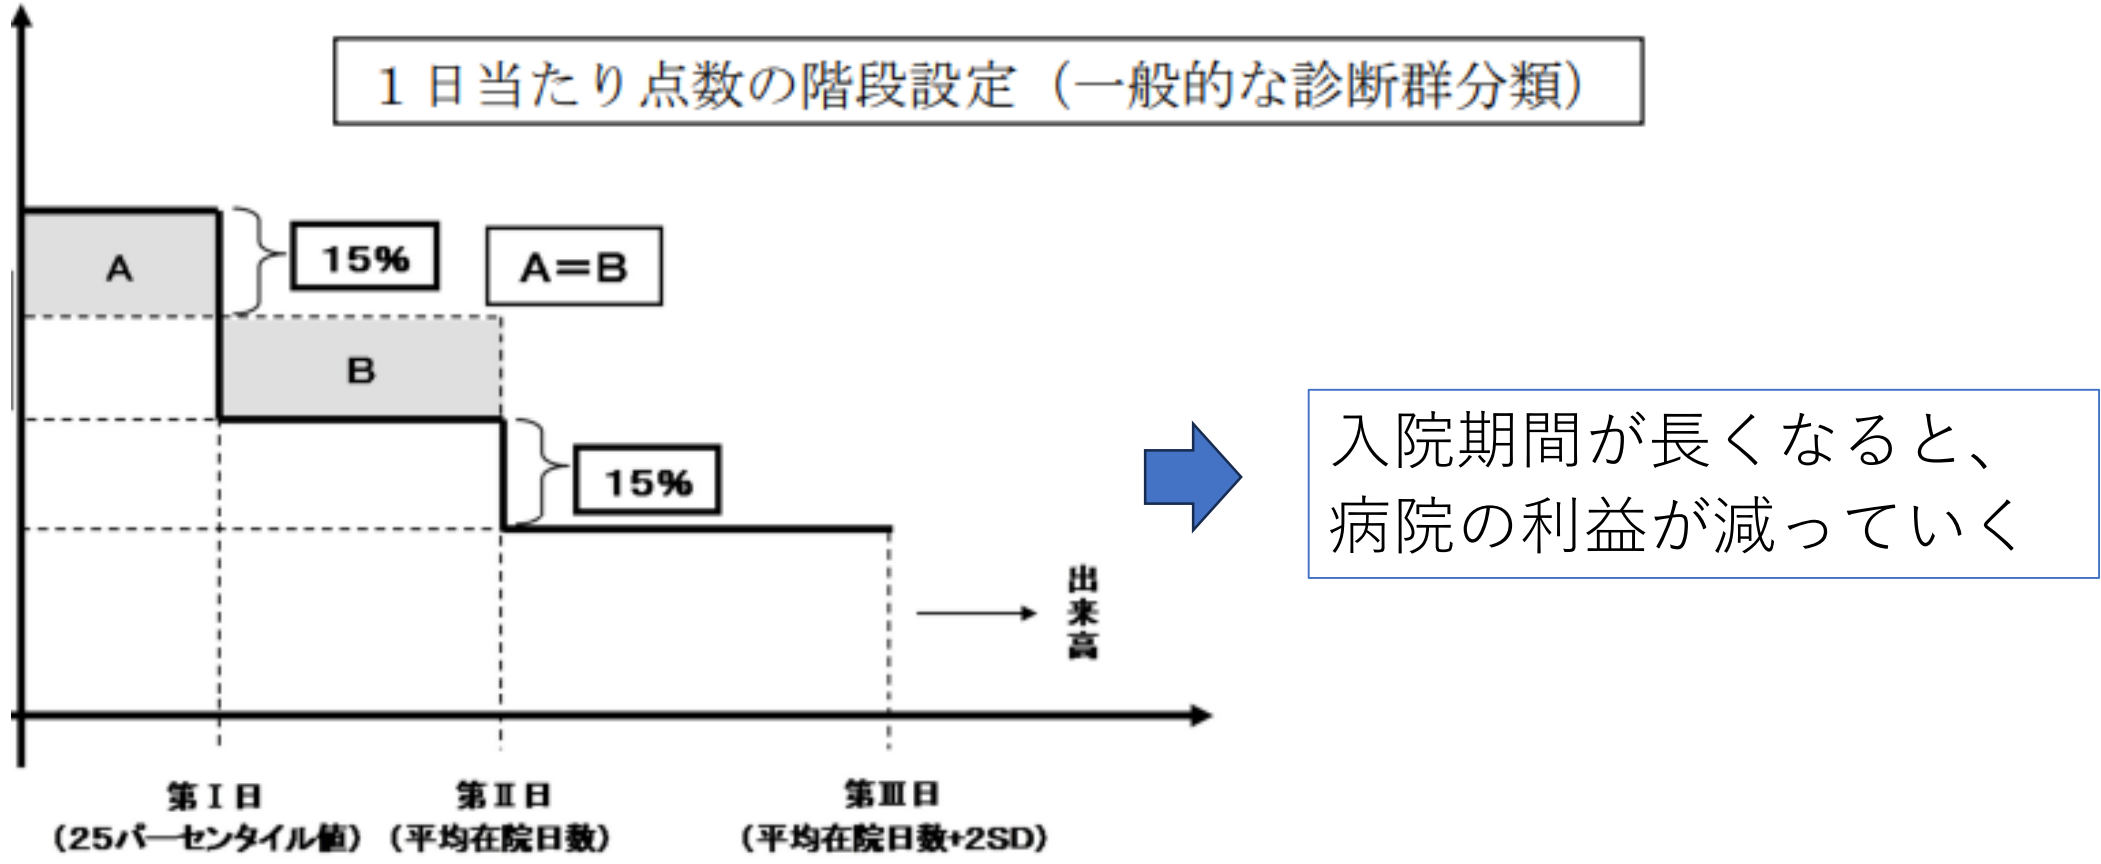 １日当たり点数の階段設定（一般的な診断群分類）
A
15%
A＝B
B
15%
入院期間が長くなると、
病院の利益が減っていく
出来高
第Ⅰ日
（25パーセンタイル値）
第Ⅱ日
（平均在院日数）
第Ⅲ日
（平均在院日数+2SD）